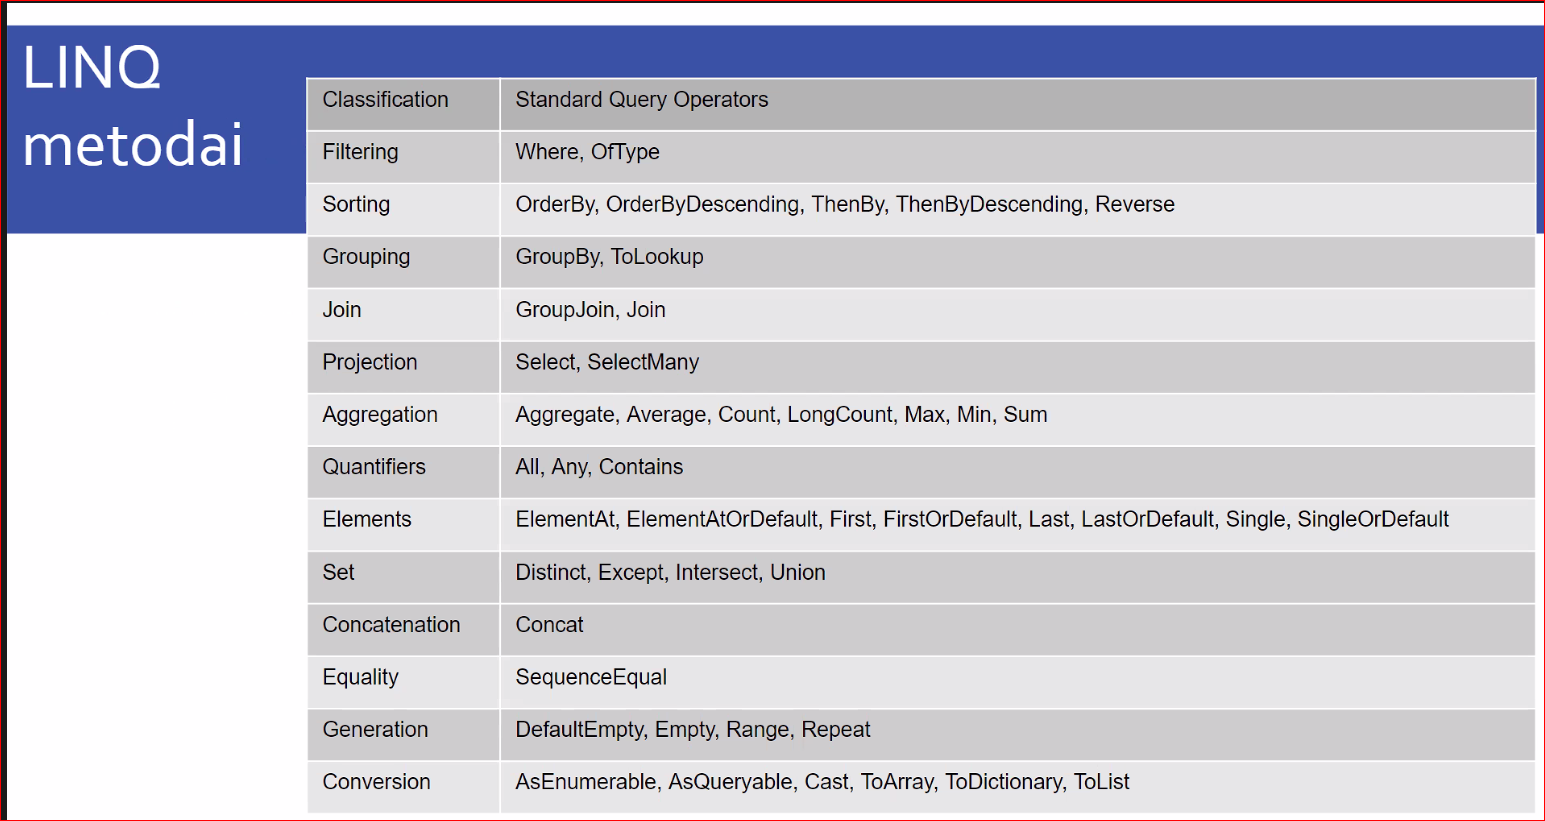 LINQ
metodai
Classification Standard Query Operators
Filtering Where, OfType
Sorting OrderBy, OrderByDescending, ThenBy, ThenByDescending, Reverse
Grouping GroupBy, ToLookup
Join GroupJoin, Join
Projection Select, SelectMany
Aggregation Aggregate, Average, Count, LongCount, Max, Min, Sum
Quantifiers All, Any, Contains
Elements ElementAt, ElementAtOrDefault, First, FirstOrDefault, Last, LastOrDefault, Single, SingleOrDefault
Set Distinct, Except, Intersect, Union
Concatenation Concat
Equality SequenceEqual
Generation DefaultEmpty, Empty, Range, Repeat
Conversion AsEnumerable, AsQueryable, Cast, ToArray, ToDictionary, ToList